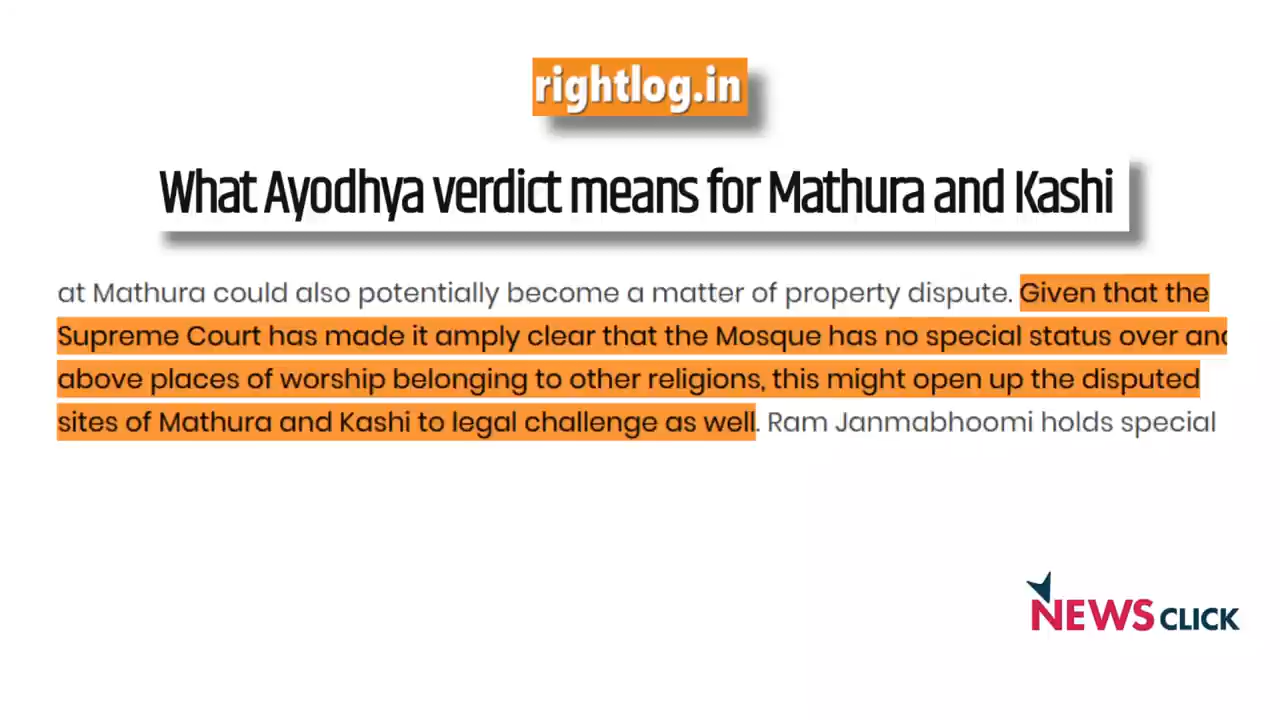 rightlog.in
What Ayodhya verdict means for Mathura and Kashi
at Mathura could also potentially become a matter of property dispute. Given that the
Supreme Court has made it amply clear that the Mosque has no special status over and
above places of worship belonging to other religions, this might open up the disputed
sites of Mathura and Kashi to legal challenge as well. Ram Janmabhoomi holds special
NEWS CLICK